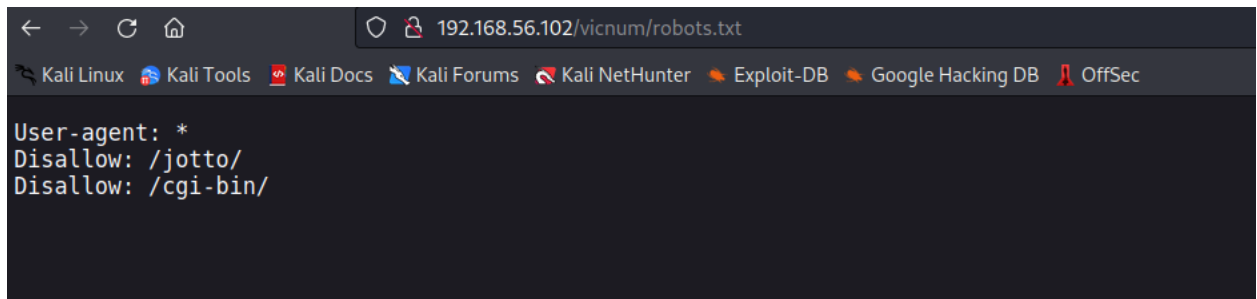 192.168.56.102/vicnum/robots.txt
Kali Linux Kali Tools Kali Docs Kali Forums Kali NetHunter Exploit-DB Google Hacking DB OffSec
User-agent: *
Disallow: /jotto/
Disallow: /cgi-bin/